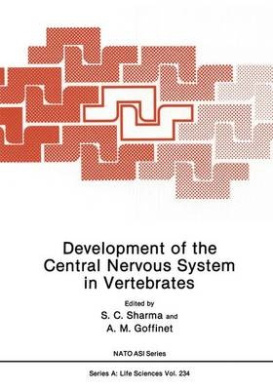 Development of the
Central Nervous System
in Vertebrates
Edited by
S. C. Sharma and
A. M. Goffinet
NATO ASI Series
Series A: Life Sciences Vol. 234